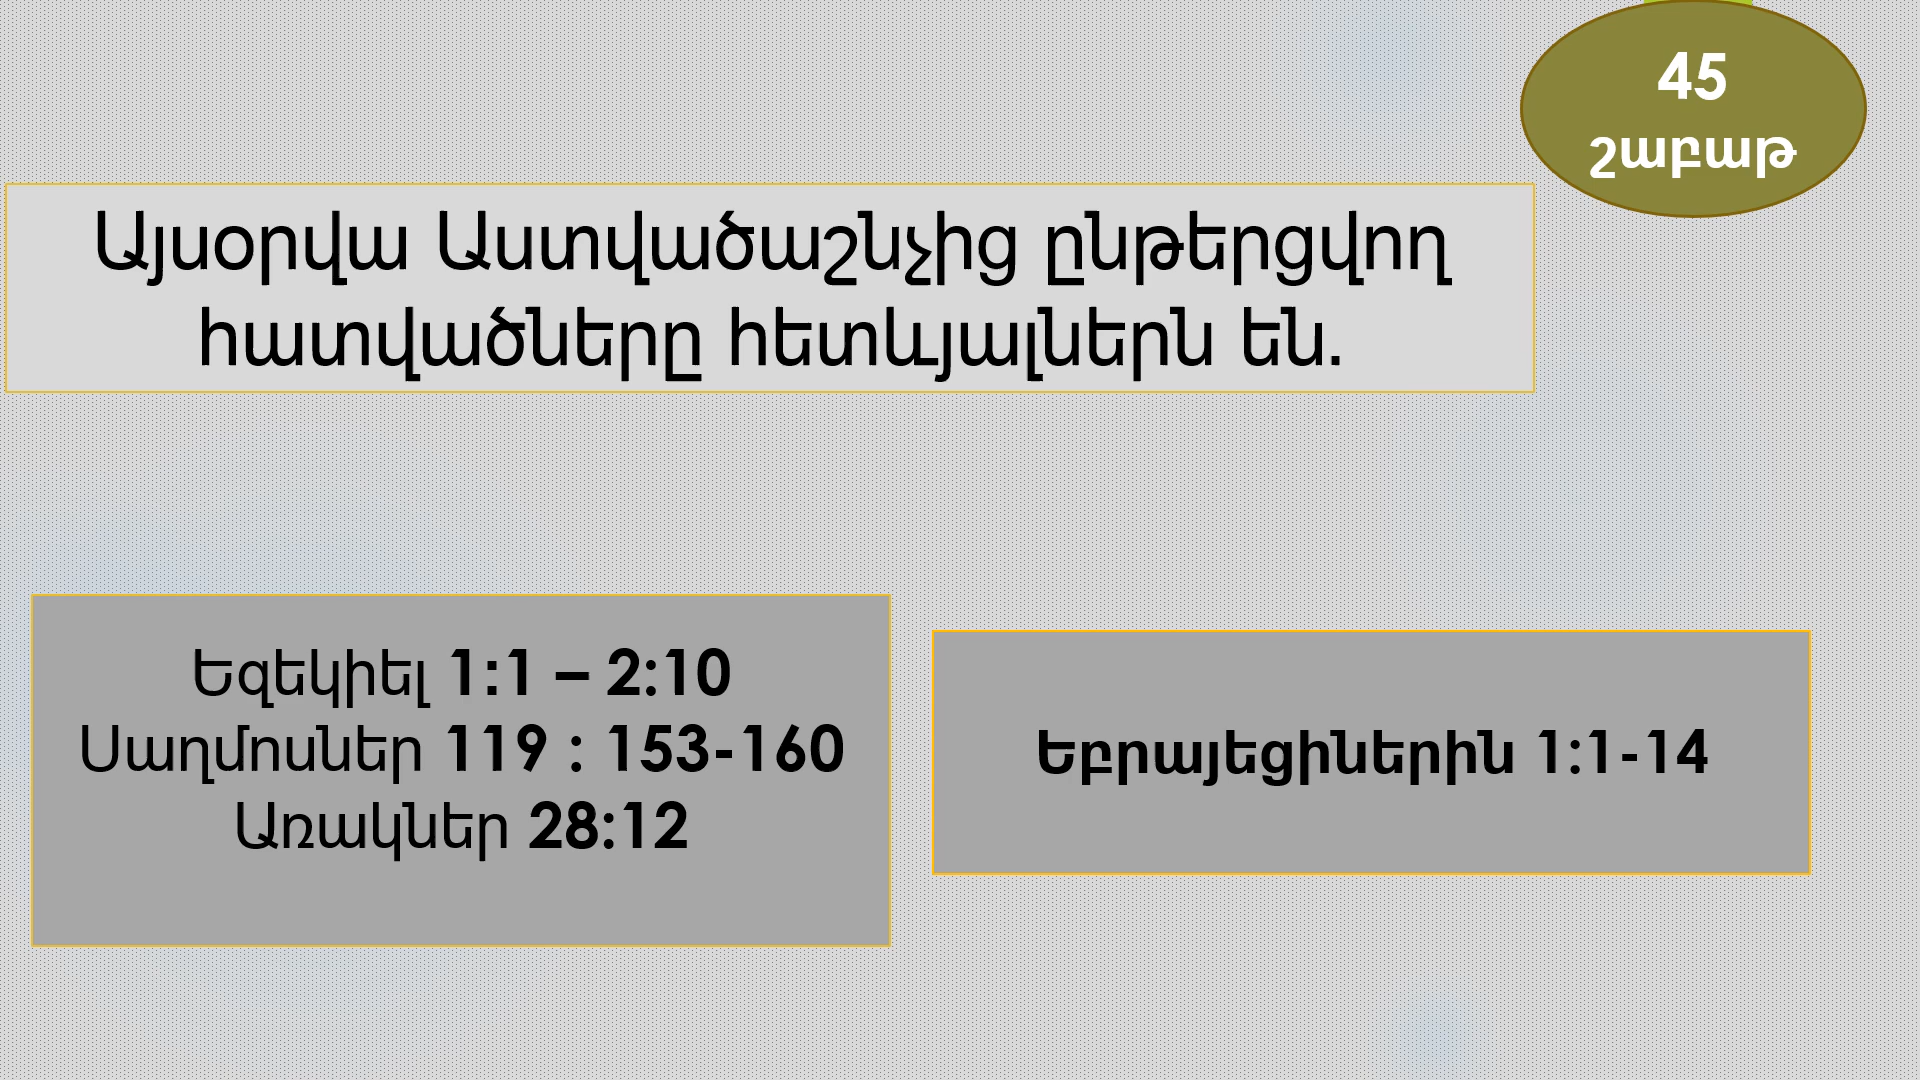 45
շաբաթ
Այսօրվա Աստվածաշնչից ընթերցվող
հատվածները հետևյալներն են.
Եզեկիել 1:1 – 2:10
Սաղմոսներ 119 : 153-160
Առակներ 28:12
Եբրայեցիներին 1:1-14